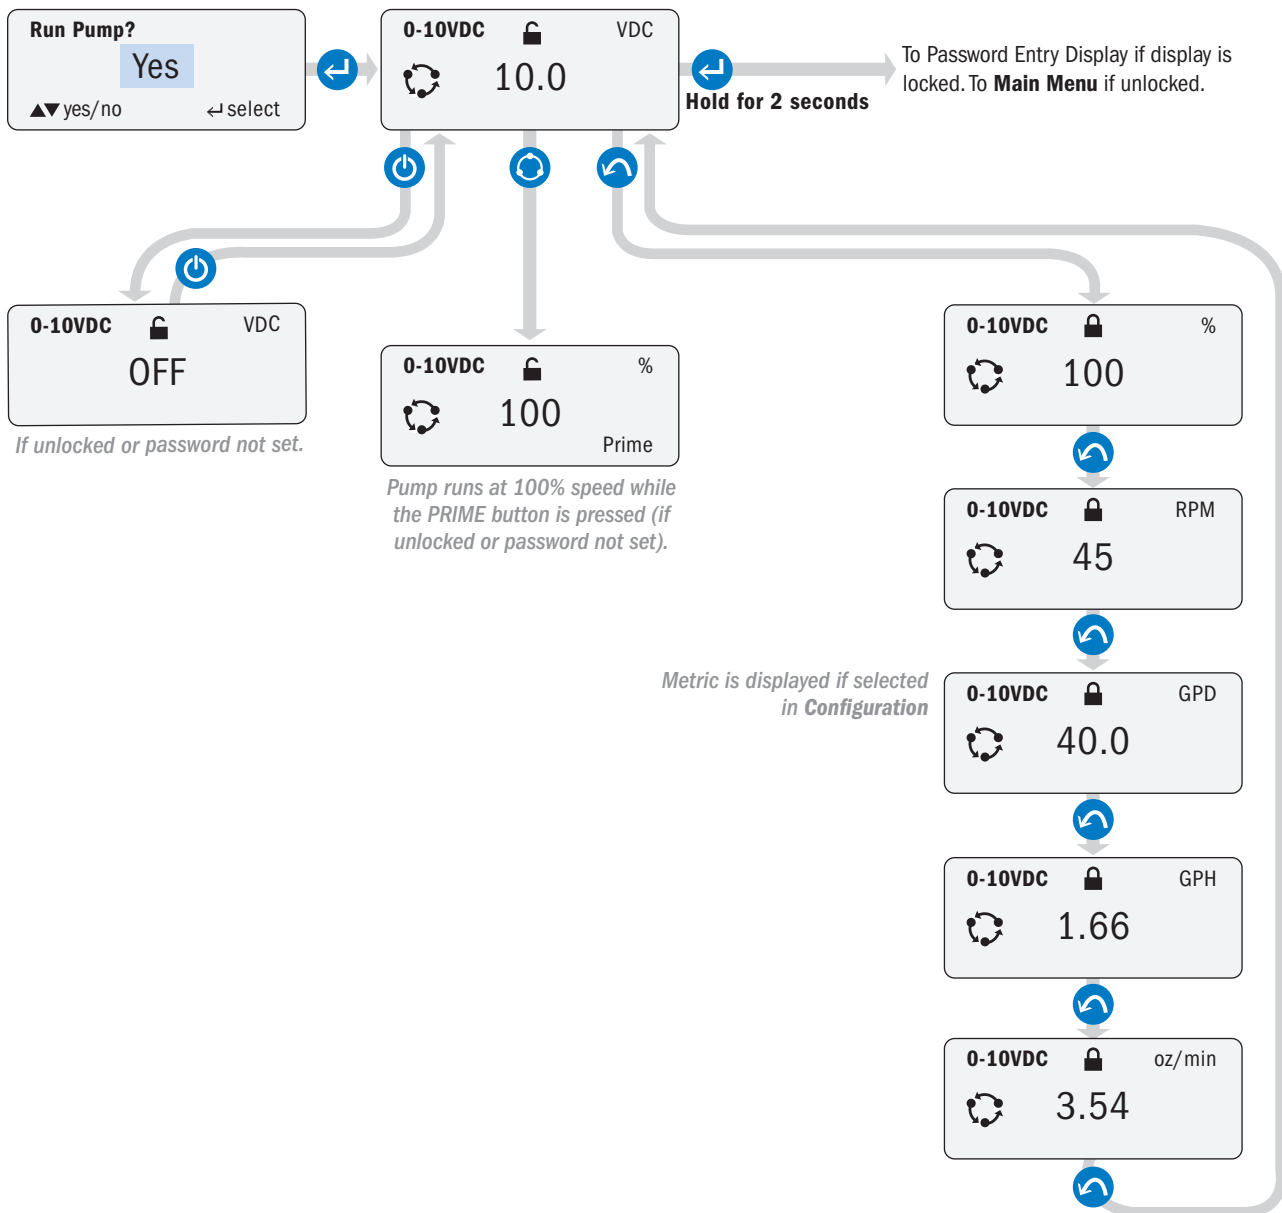 Run Pump?
Yes
▲▼ yes/no ↵ select
0-10VDC VDC
10.0
Hold for 2 seconds
To Password Entry Display if display is
locked. To Main Menu if unlocked.
0-10VDC VDC
OFF
If unlocked or password not set.
0-10VDC %
100
Prime
Pump runs at 100% speed while
the PRIME button is pressed (if
unlocked or password not set).
0-10VDC %
100
0-10VDC RPM
45
Metric is displayed if selected
in Configuration
0-10VDC GPD
40.0
0-10VDC GPH
1.66
0-10VDC oz/min
3.54